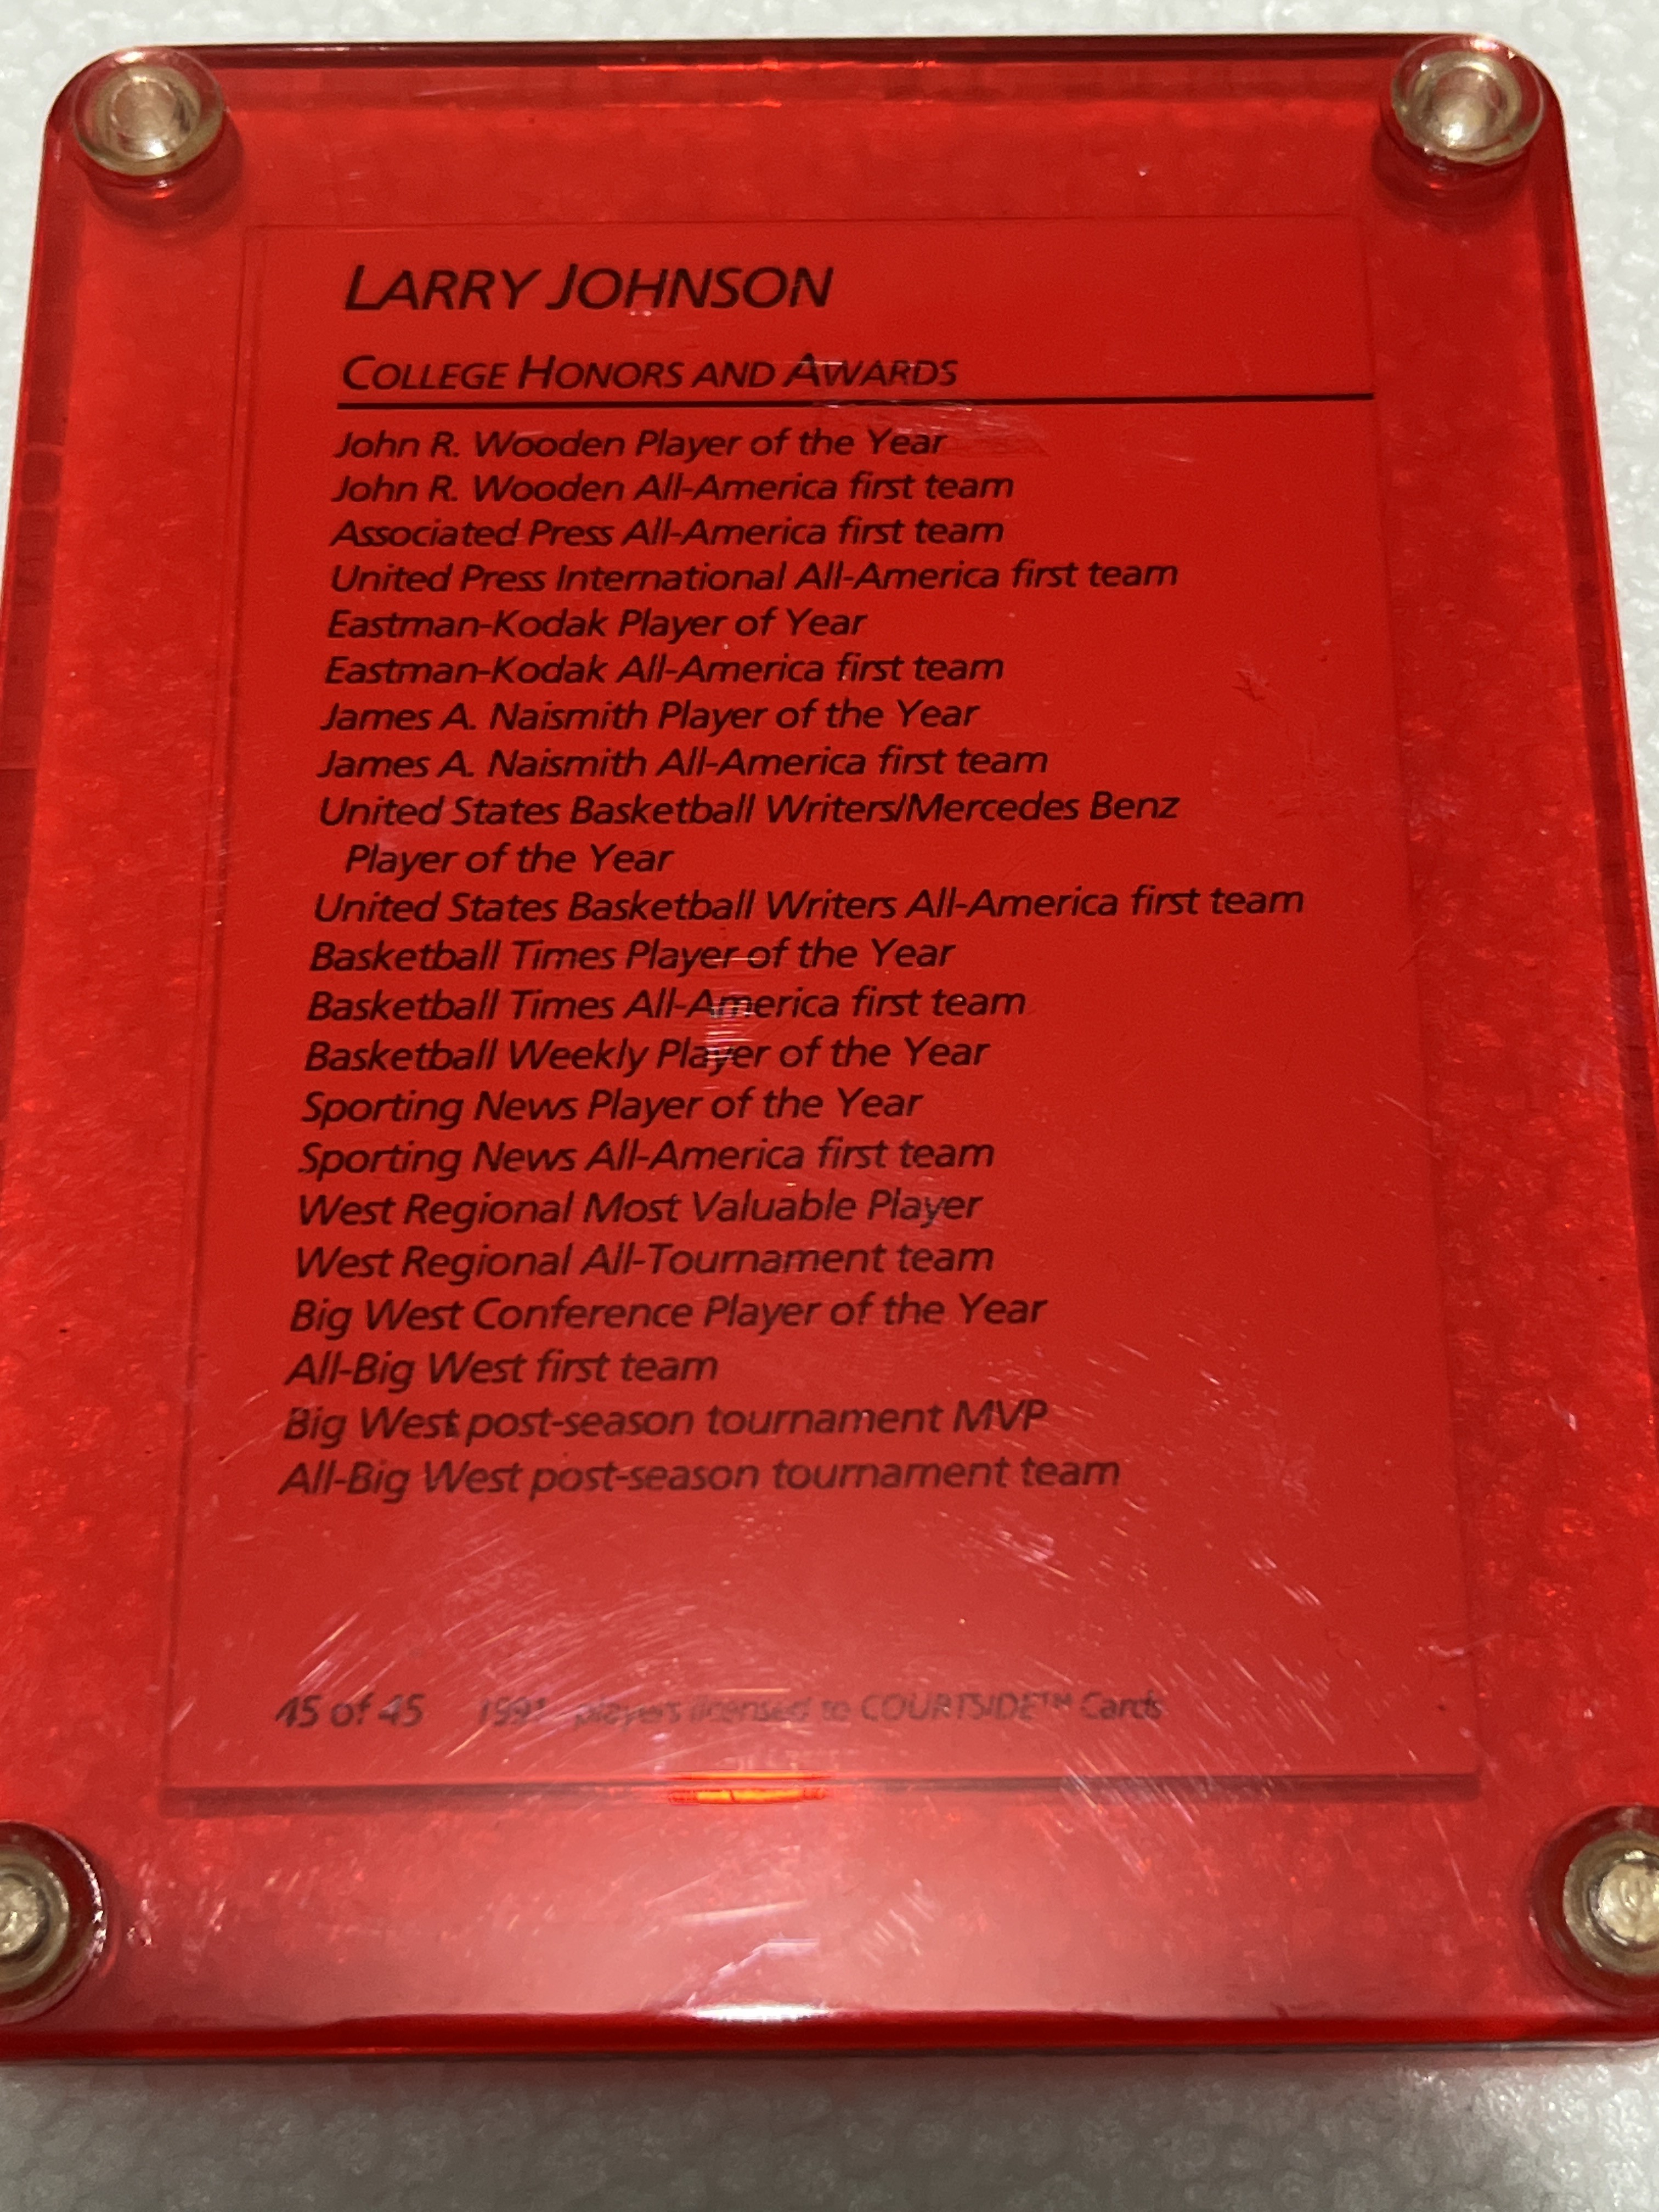 LARRY JOHNSON
COLLEGE HONORS AND AWARDS
John R. Wooden Player of the Year
John R. Wooden All-America first team
Associated Press All-America first team
United Press International All-America first team
Eastman-Kodak Player of Year
Eastman-Kodak All-America first team
James A. Naismith Player of the Year
James A. Naismith All-America first team
United States Basketball Writers/Mercedes Benz
Player of the Year
United States Basketball Writers All-America first team
Basketball Times Player of the Year
Basketball Times All-America first team
Basketball Weekly Player of the Year
Sporting News Player of the Year
Sporting News All-America first team
West Regional Most Valuable Player
West Regional All-Tournament team
Big West Conference Player of the Year
All-Big West first team
Big West post-season tournament MVP
All-Big West post-season tournament team
45 of 45 1991 players licensed to COURTSIDE™ Cards